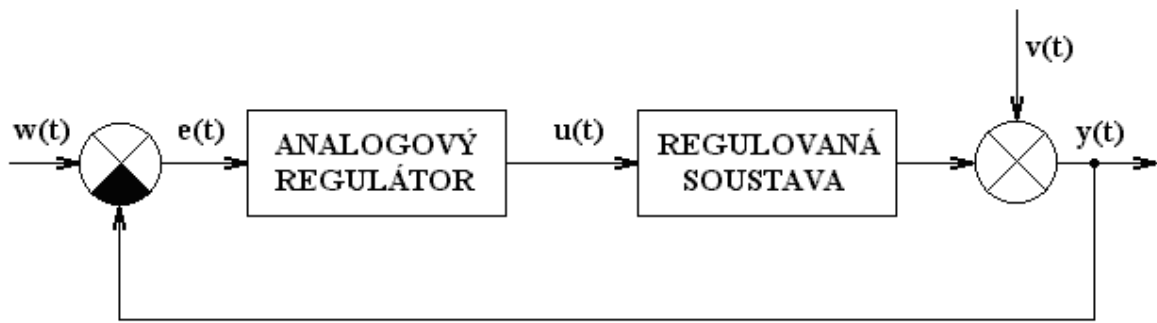 v(t)
w(t)
e(t)
ANALOGOVÝ
REGULÁTOR
u(t)
REGULOVANÁ
SOUSTAVA
y(t)